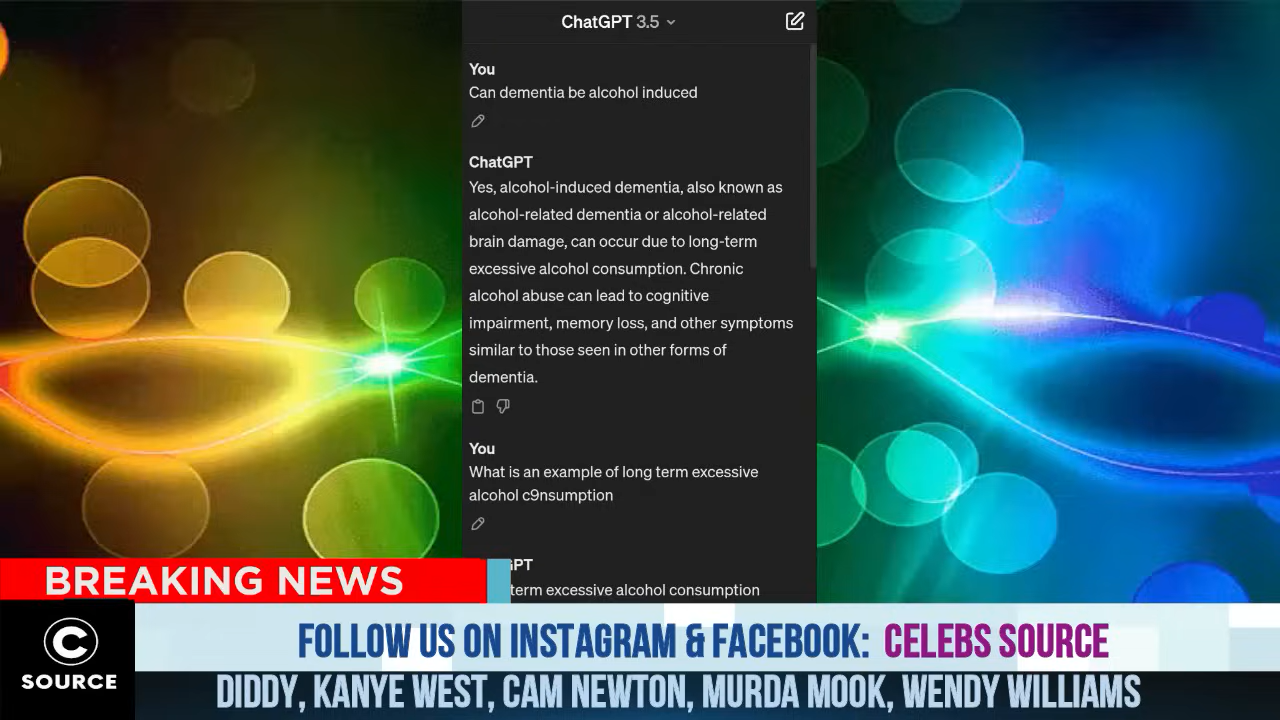 ChatGPT 3.5
You
Can dementia be alcohol induced
ChatGPT
Yes, alcohol-induced dementia, also known as
alcohol-related dementia or alcohol-related
brain damage, can occur due to long-term
excessive alcohol consumption. Chronic
alcohol abuse can lead to cognitive
impairment, memory loss, and other symptoms
similar to those seen in other forms of
dementia.
You
What is an example of long term excessive
alcohol c9nsumption
GPT
term excessive alcohol consumption
BREAKING NEWS
C
SOURCE
FOLLOW US ON INSTAGRAM & FACEBOOK: CELEBS SOURCE
DIDDY, KANYE WEST, CAM NEWTON, MURDA MOOK, WENDY WILLIAMS